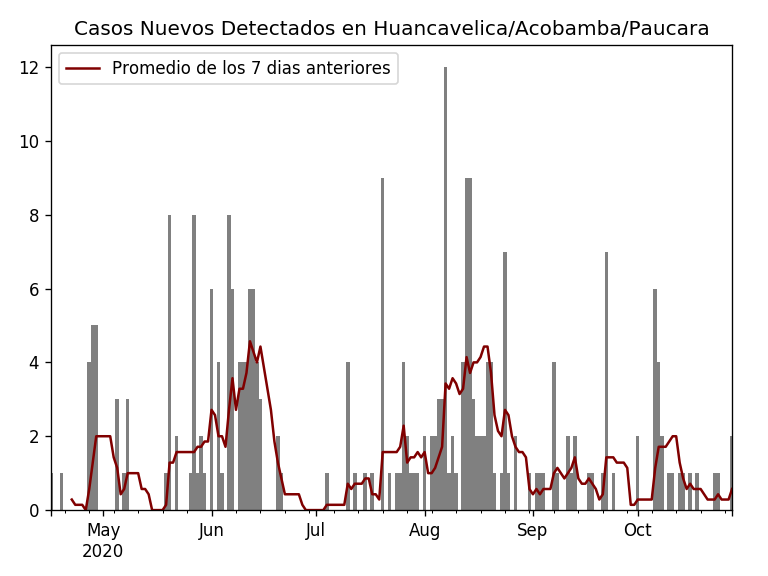 Casos Nuevos Detectados en Huancavelica/Acobamba/Paucara
Promedio de los 7 dias anteriores
12
10
8
6
4
2
0
May Jun Jul Aug Sep Oct
2020